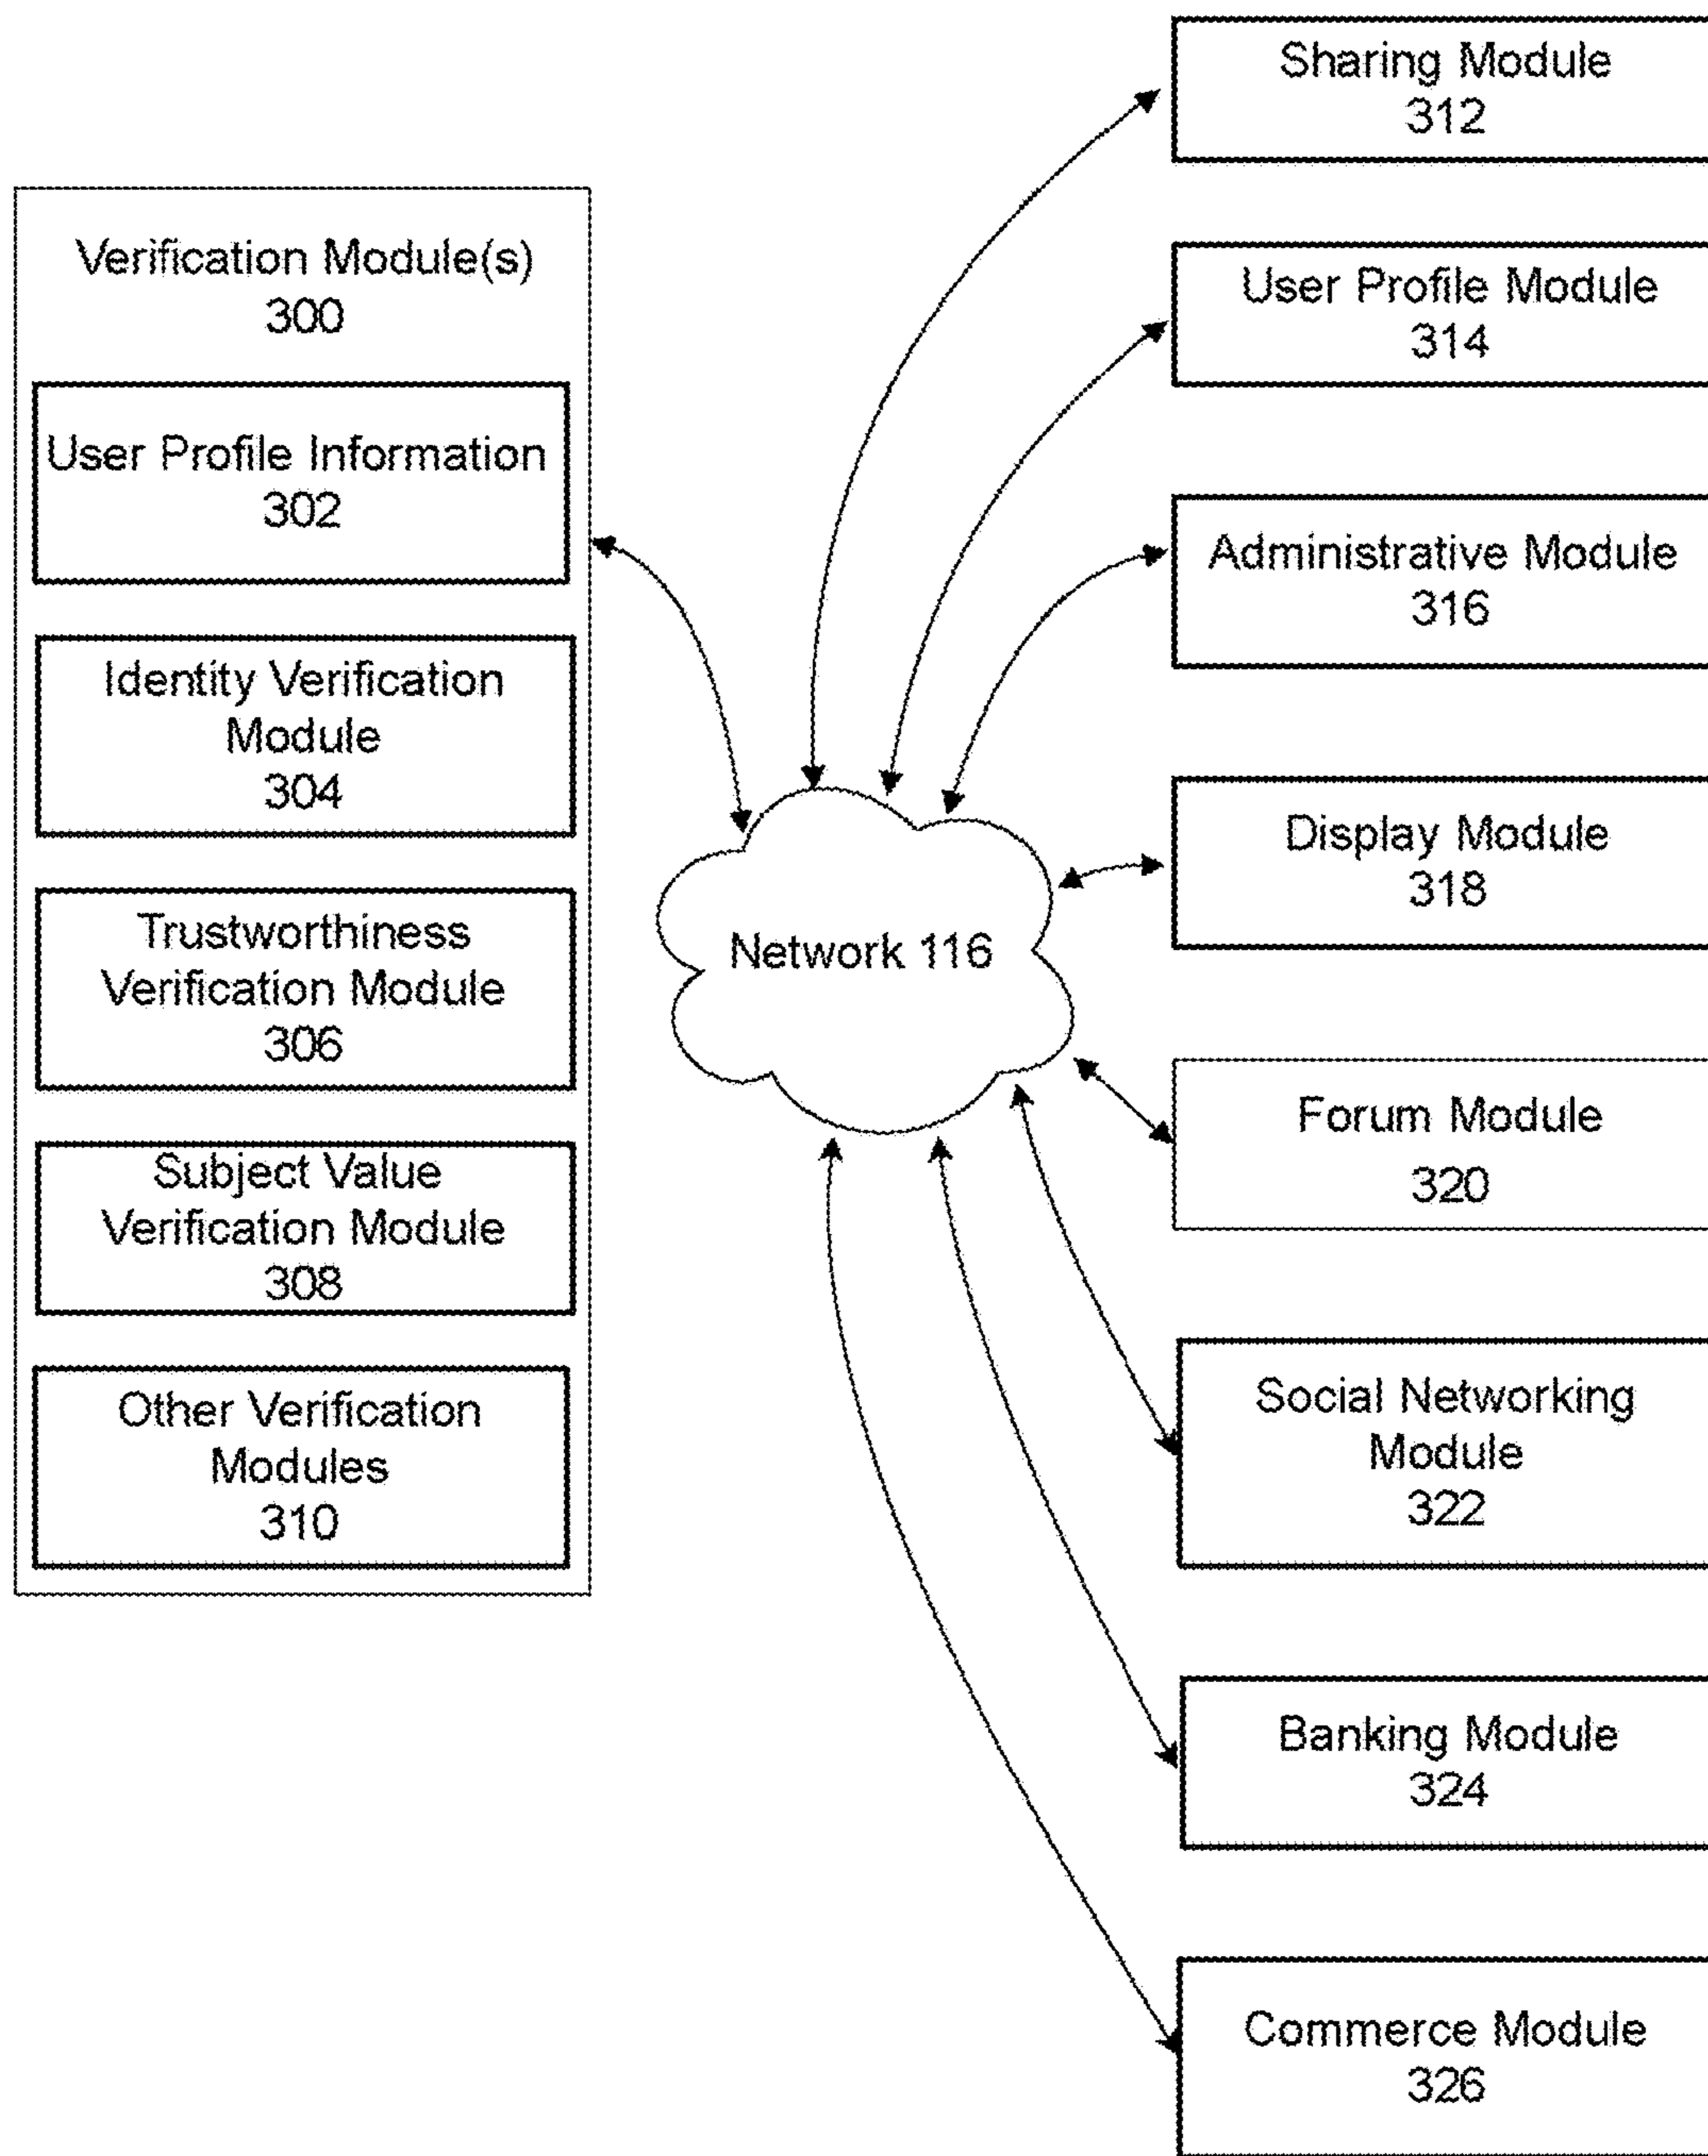 Verification Module(s)
300
User Profile Information
302
Identity Verification
Module
304
Trustworthiness
Verification Module
306
Subject Value
Verification Module
308
Other Verification
Modules
310
Network 116
Sharing Module
312
User Profile Module
314
Administrative Module
316
Display Module
318
Forum Module
320
Social Networking
Module
322
Banking Module
324
Commerce Module
326